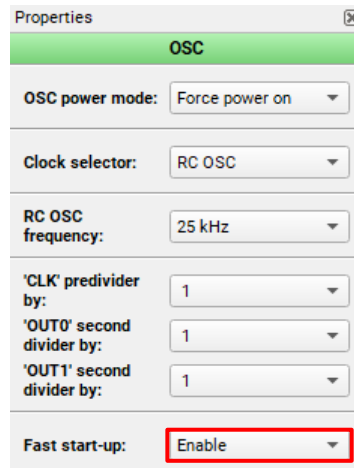 Properties
OSC
OSC power mode: Force power on
Clock selector: RC OSC
RC OSC
frequency: 25 kHz
'CLK' predivider
by: 1
'OUT0' second
divider by: 1
'OUT1' second
divider by: 1
Fast start-up: Enable